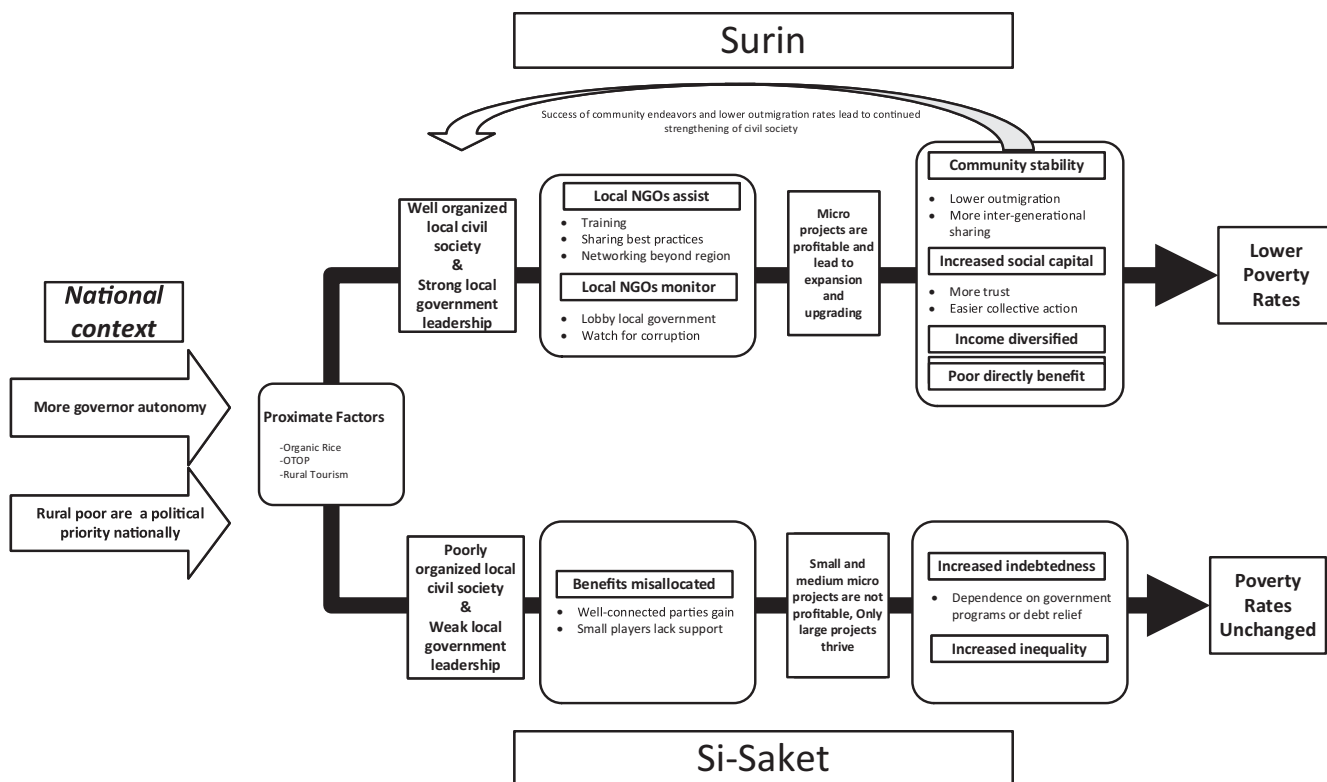 Surin
Success of community endeavors and lower outmigration rates lead to continued
strengthening of civil society
National
context
More governor autonomy
Rural poor are a political
priority nationally
Proximate Factors
-Organic Rice
-OTOP
-Rural Tourism
Well organized
local civil
society
&
Strong local
government
leadership
Local NGOs assist
• Training
• Sharing best practices
• Networking beyond region
Local NGOs monitor
• Lobby local government
• Watch for corruption
Micro
projects are
profitable and
lead to
expansion
and
upgrading
Community stability
• Lower outmigration
• More inter-generational
sharing
Increased social capital
• More trust
• Easier collective action
Income diversified
Poor directly benefit
Lower
Poverty
Rates
Poorly
organized local
civil society
&
Weak local
government
leadership
Benefits misallocated
• Well-connected parties gain
• Small players lack support
Small and
medium micro
projects are not
profitable, Only
large projects
thrive
Increased indebtedness
• Dependence on government
programs or debt relief
Increased inequality
Poverty
Rates
Unchanged
Si-Saket